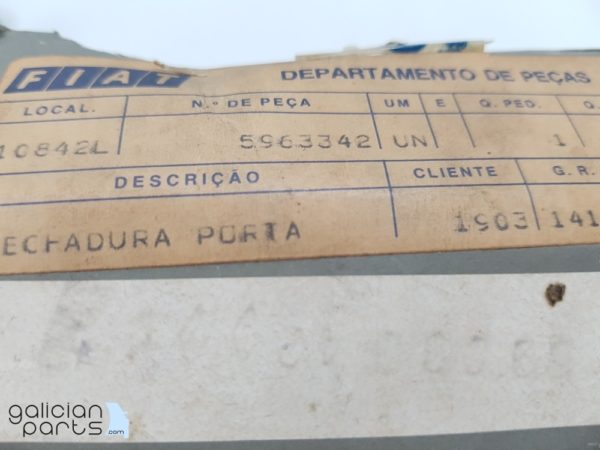 FIAT DEPARTAMENTO DE PEÇAS
LOCAL. N.º DE PEÇA UM E Q. PED. Q.
10842L 5963342 UN 1
DESCRIÇÃO CLIENTE G. R.
ECHADURA PORTA 1903 141
galician
parts.com